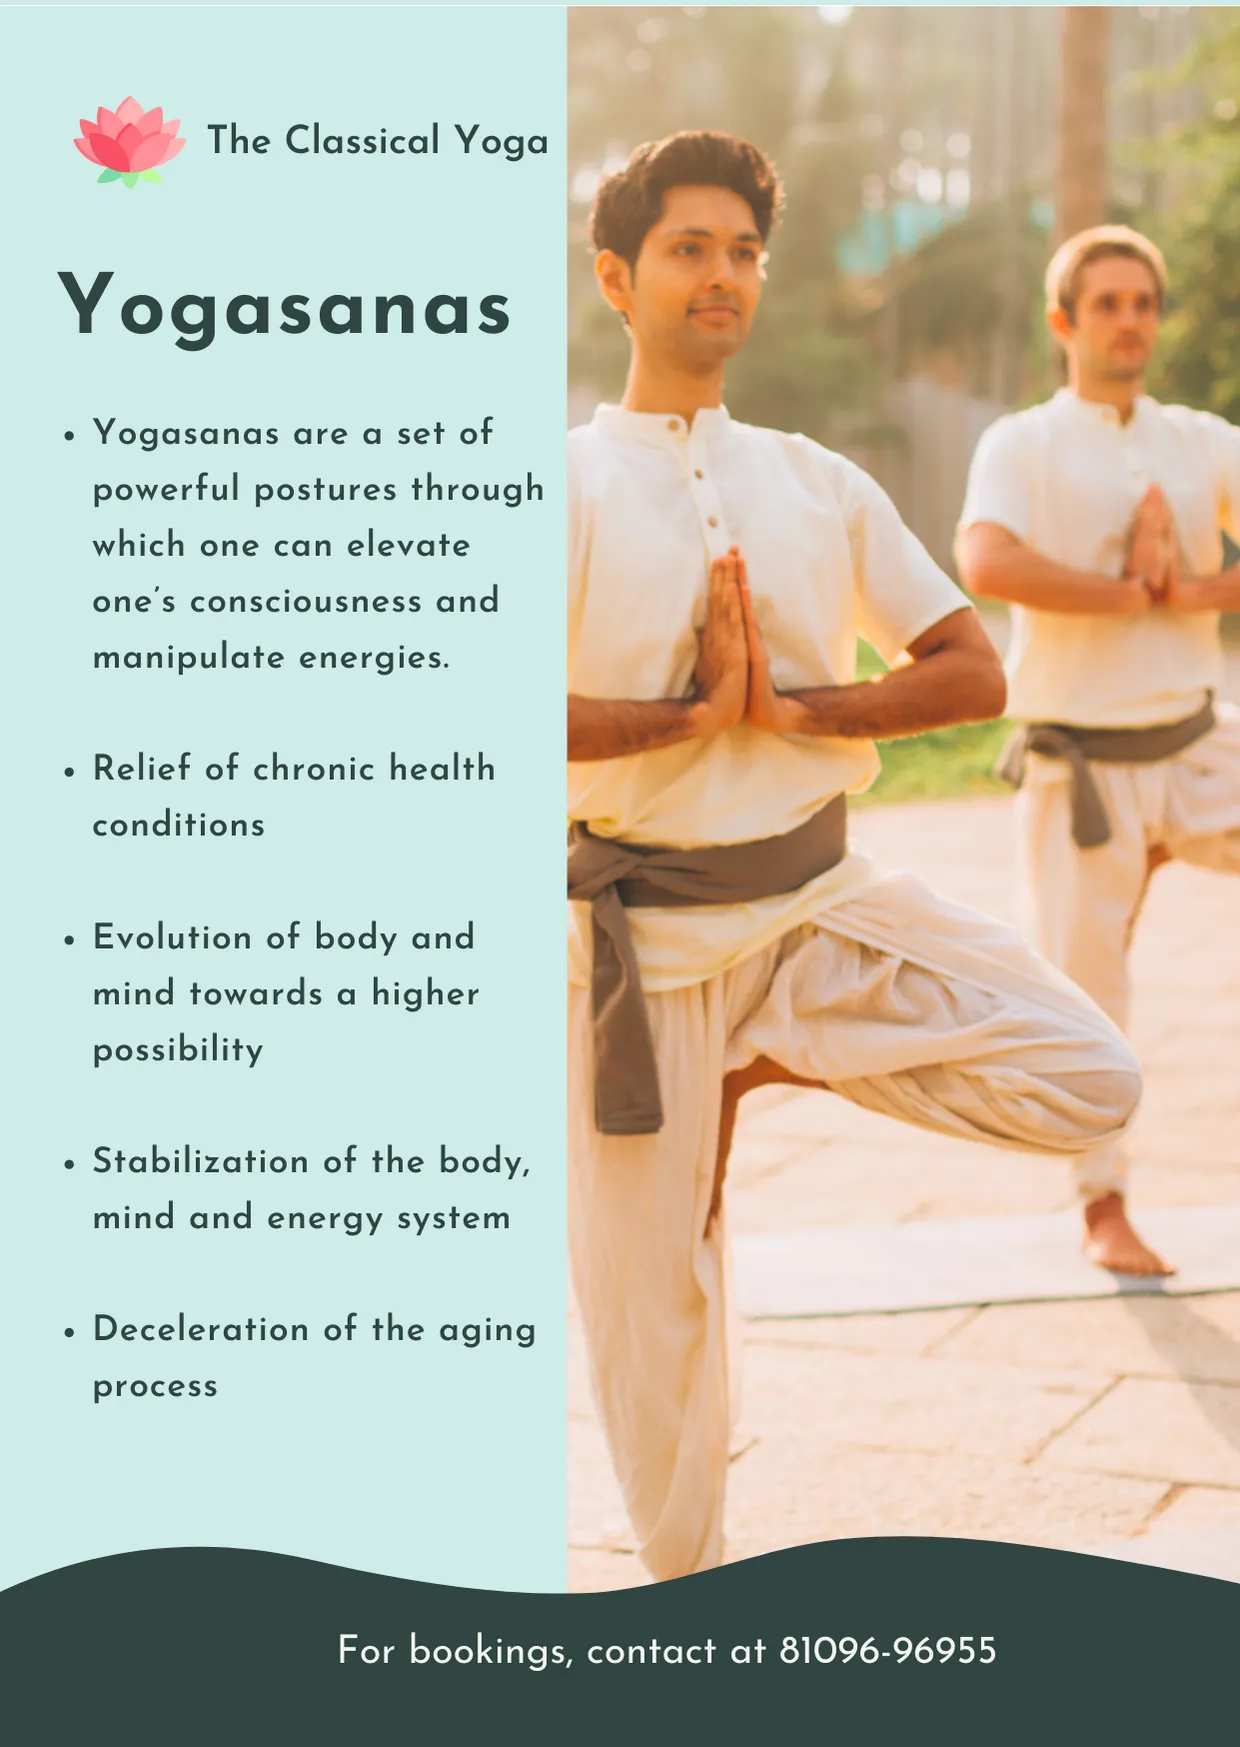 The Classical Yoga
Yogasanas
• Yogasanas are a set of
powerful postures through
which one can elevate
one's consciousness and
manipulate energies.
• Relief of chronic health
conditions
• Evolution of body and
mind towards a higher
possibility
• Stabilization of the body,
mind and energy system
• Deceleration of the aging
process
For bookings, contact at 81096-96955